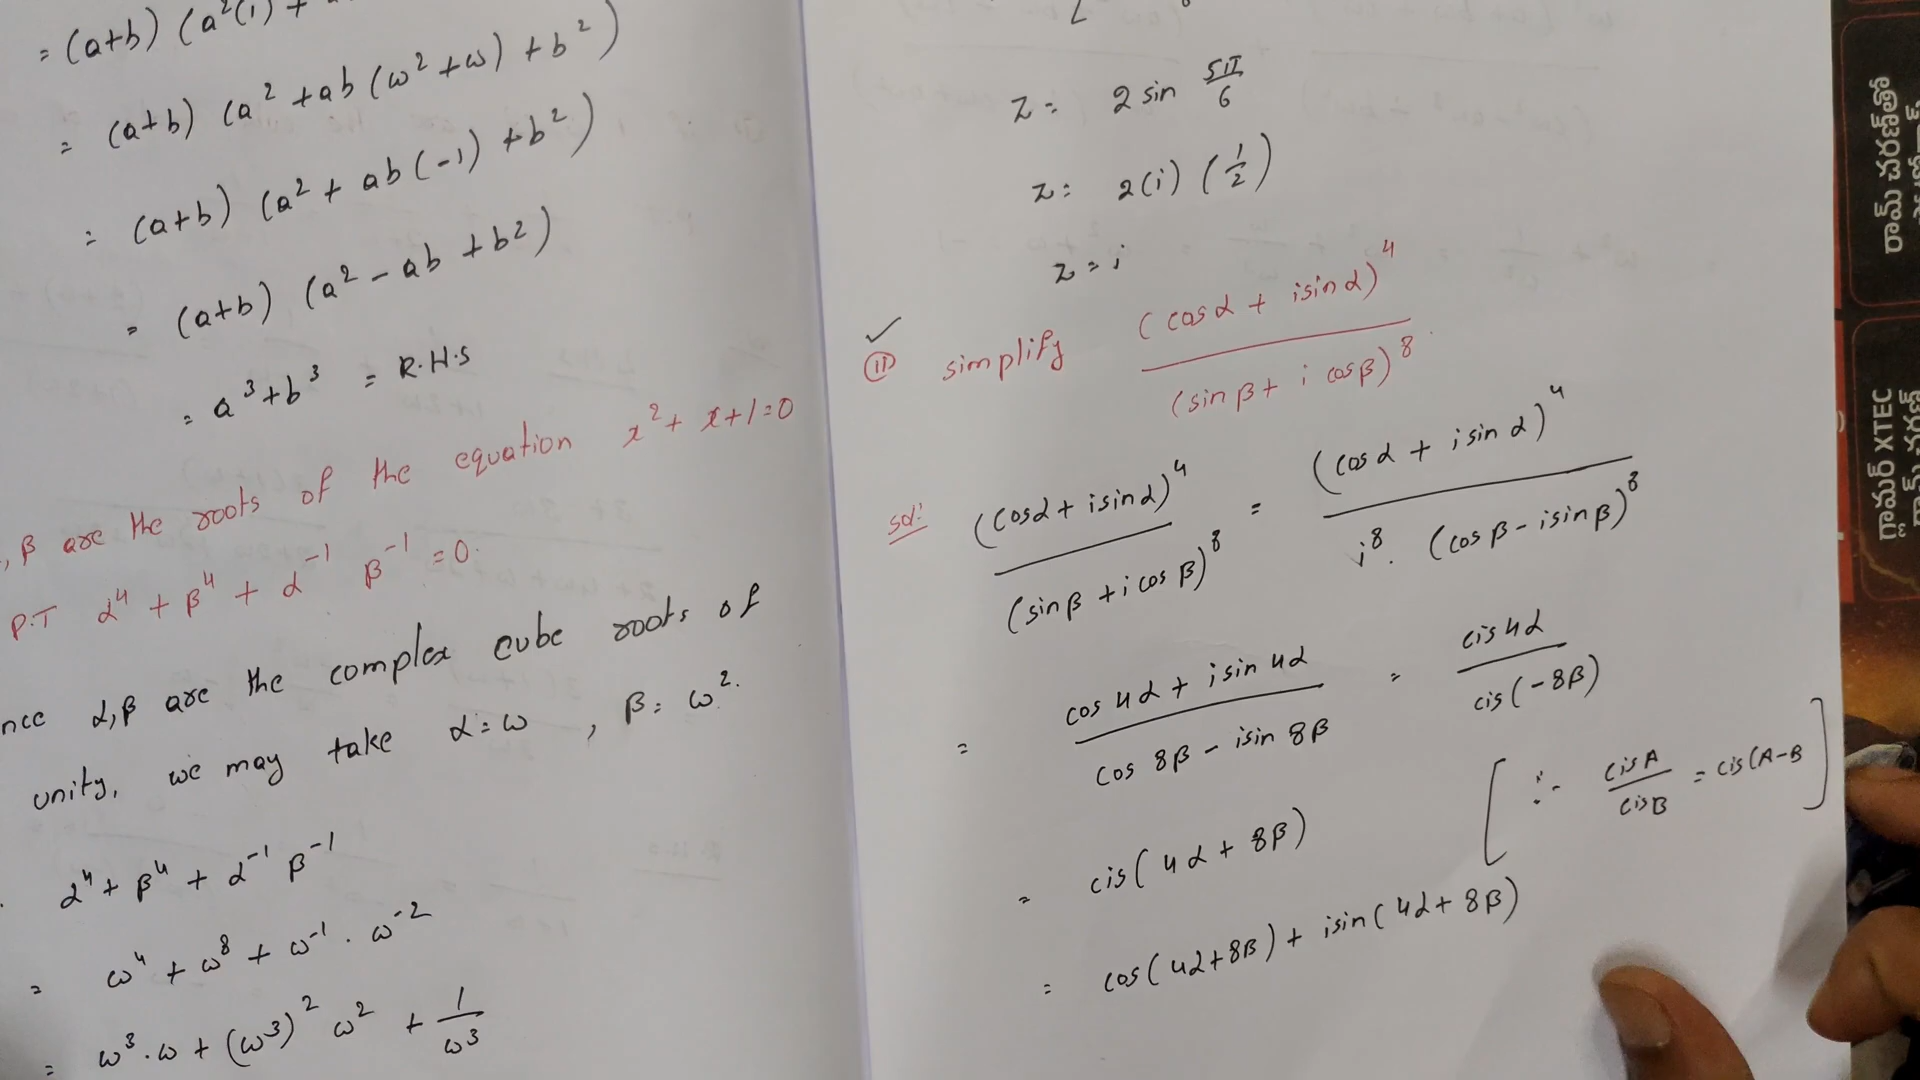 = (a+b) (a²(1) +
= (a+b) (a² + ab (ω² + ω) + b²)
= (a+b) (a² + ab (-1) + b²)
= (a+b) (a² - ab + b²)
= a³ + b³ = R.H.S
, β are the roots of the equation x² + x + 1 = 0
P.T α⁴ + β⁴ + α⁻¹ β⁻¹ = 0.
nce α, β are the complex cube roots of
unity, we may take α = ω , β = ω².
α⁴ + β⁴ + α⁻¹ β⁻¹
= ω⁴ + ω⁸ + ω⁻¹ . ω⁻²
= ω³ . ω + (ω³)² ω² + 1/ω³
z = 2 sin 5π/6
z = 2(i) (1/2)
z = i
✓
⑪ simplify (cos α + i sin α)⁴ / (sin β + i cos β)⁸
Sol: (cos α + i sin α)⁴ / (sin β + i cos β)⁸ = (cos α + i sin α)⁴ / i⁸ . (cos β - i sin β)⁸
= cos 4α + i sin 4α / cos 8β - i sin 8β = cis 4α / cis (-8β)
[ ∵ cis A / cis B = cis (A-B ]
= cis (4α + 8β)
= cos (4α + 8β) + i sin (4α + 8β)
రామ్ చరణ్‌తో
గ్లామర్ XTEC